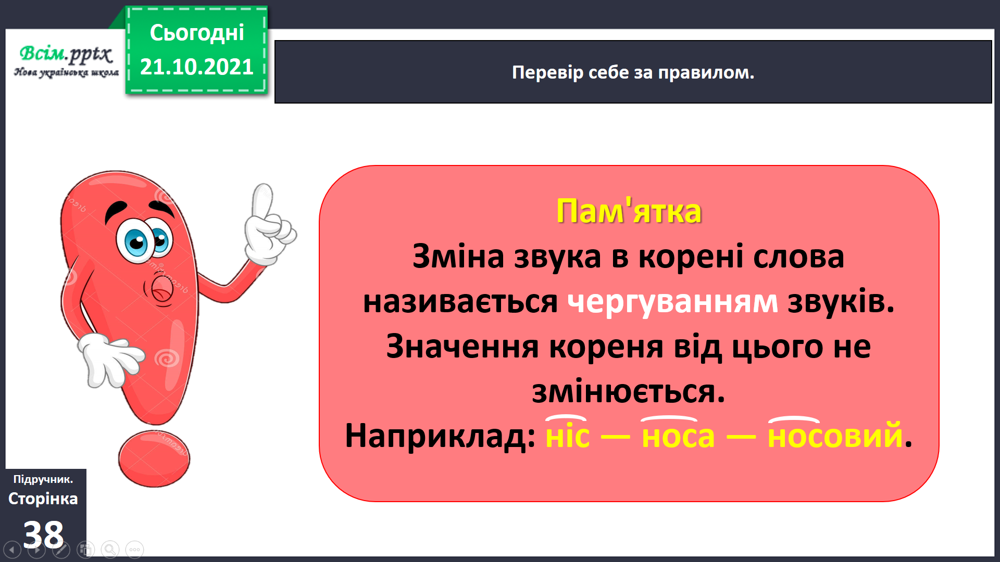 Всім.pptx
Нова українська школа
Сьогодні
21.10.2021
Перевір себе за правилом.
Пам'ятка
Зміна звука в корені слова
називається чергуванням звуків.
Значення кореня від цього не
змінюється.
Наприклад: ніс — носа — носовий.
Підручник.
Сторінка
38